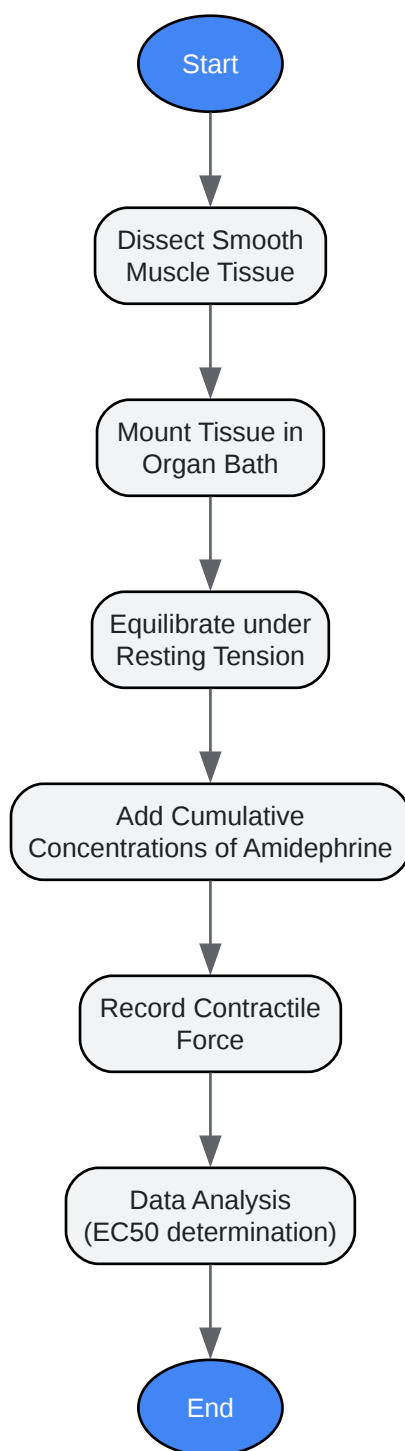 Start
Dissect Smooth
Muscle Tissue
Mount Tissue in
Organ Bath
Equilibrate under
Resting Tension
Add Cumulative
Concentrations of Amidephrine
Record Contractile
Force
Data Analysis
(EC50 determination)
End